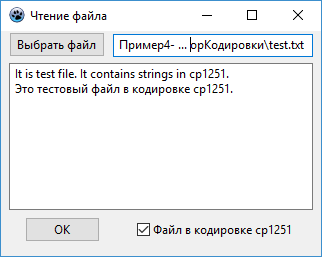 Чтение файла
Выбрать файл
Пример4- ... орКодировки\test.txt
It is test file. It contains strings in cp1251.
Это тестовый файл в кодировке cp1251.
OK
Файл в кодировке cp1251